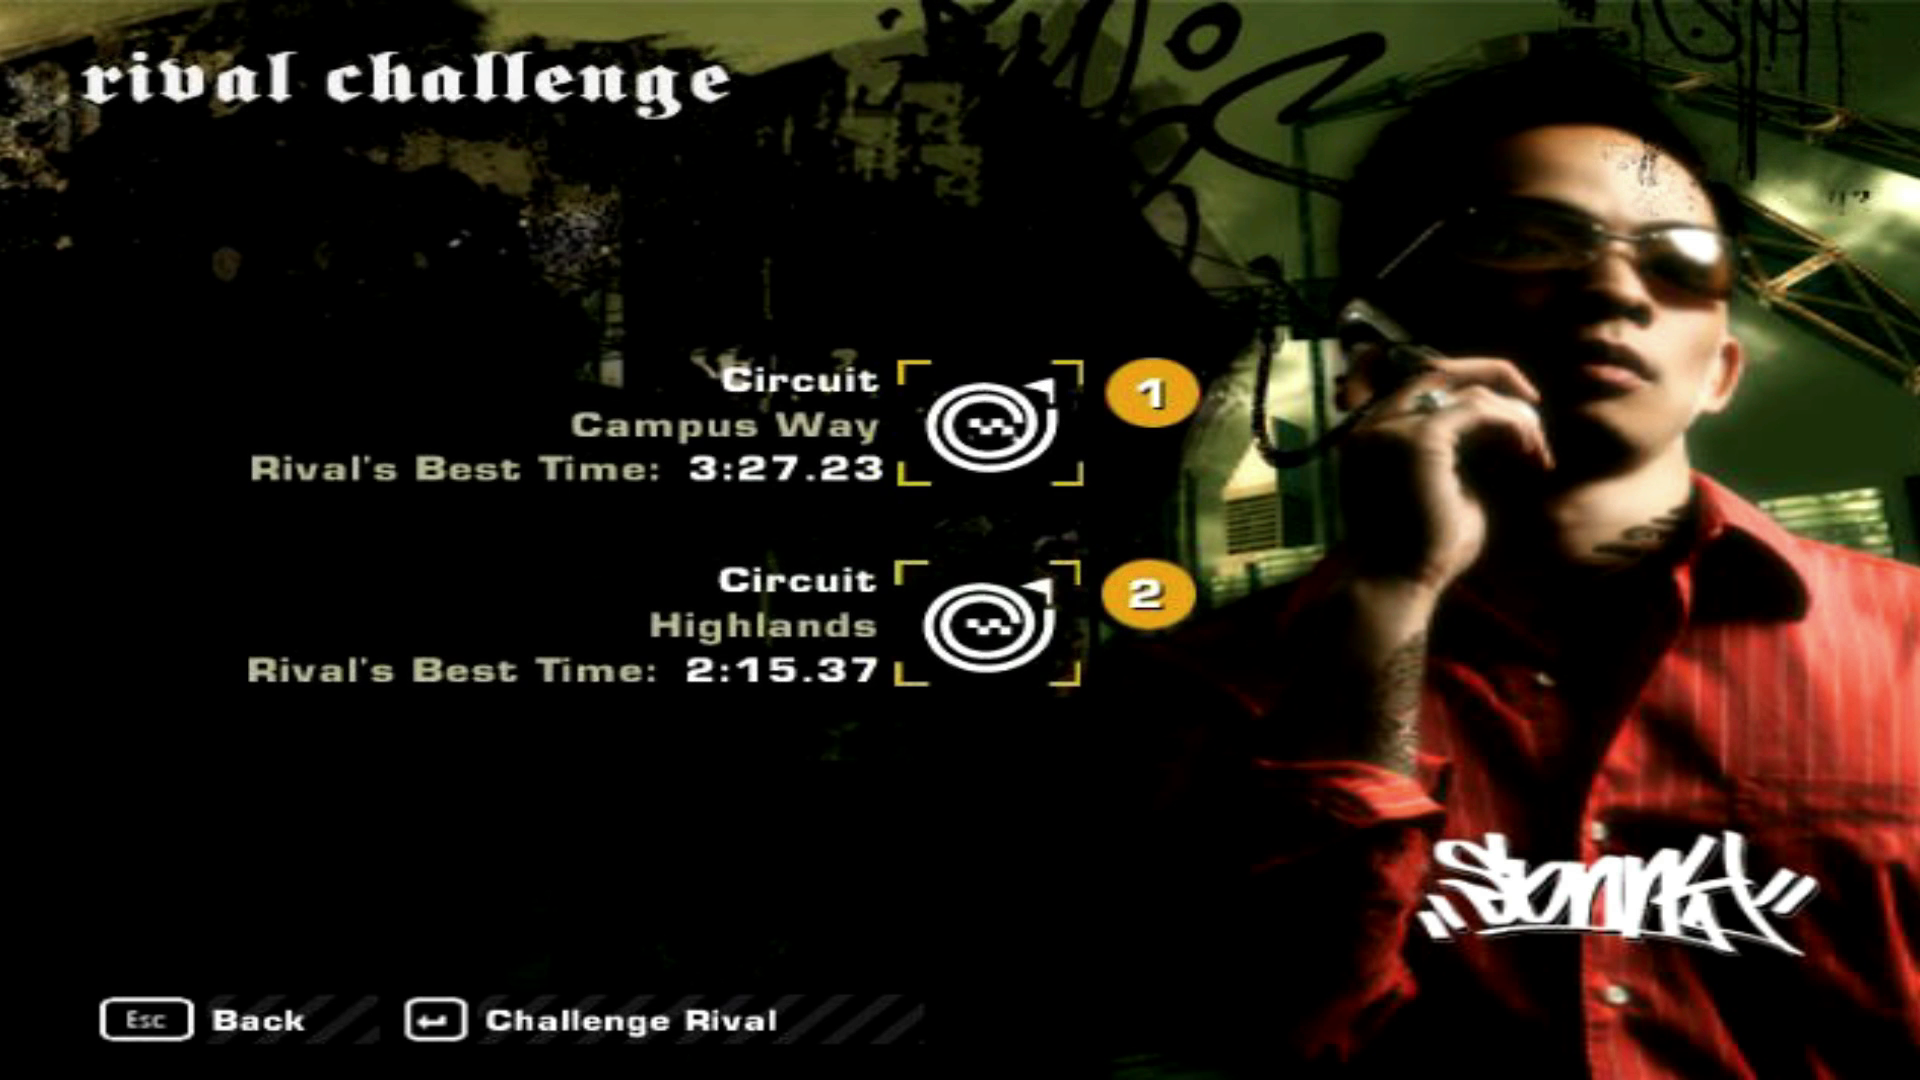 rival challenge
Circuit
1
Campus Way
Rival's Best Time: 3:27.23
Circuit
2
Highlands
Rival's Best Time: 2:15.37
"Sonny"
Esc Back
Challenge Rival